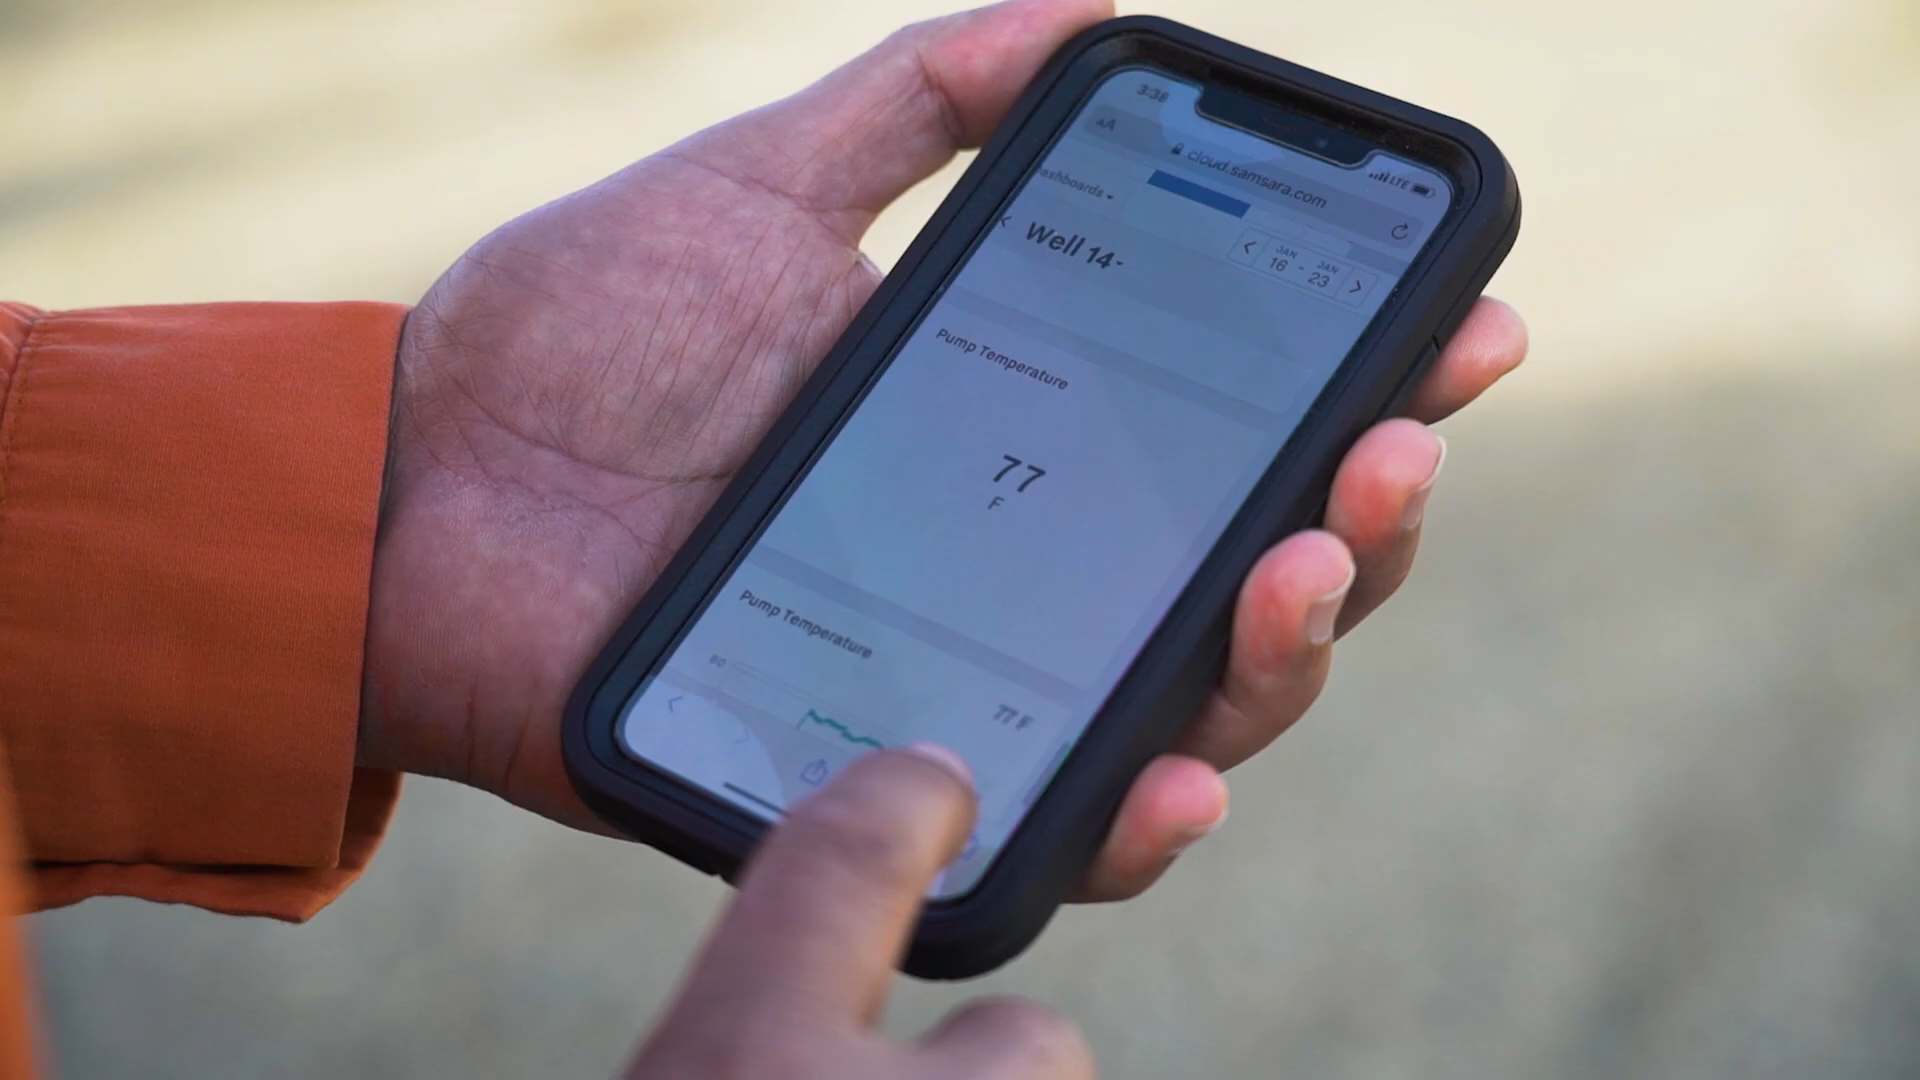 3:38
LTE
AA
cloud.samsara.com
ashboards
Well 14
JAN 16 - JAN 23
Pump Temperature
77
F
Pump Temperature
80
77 F